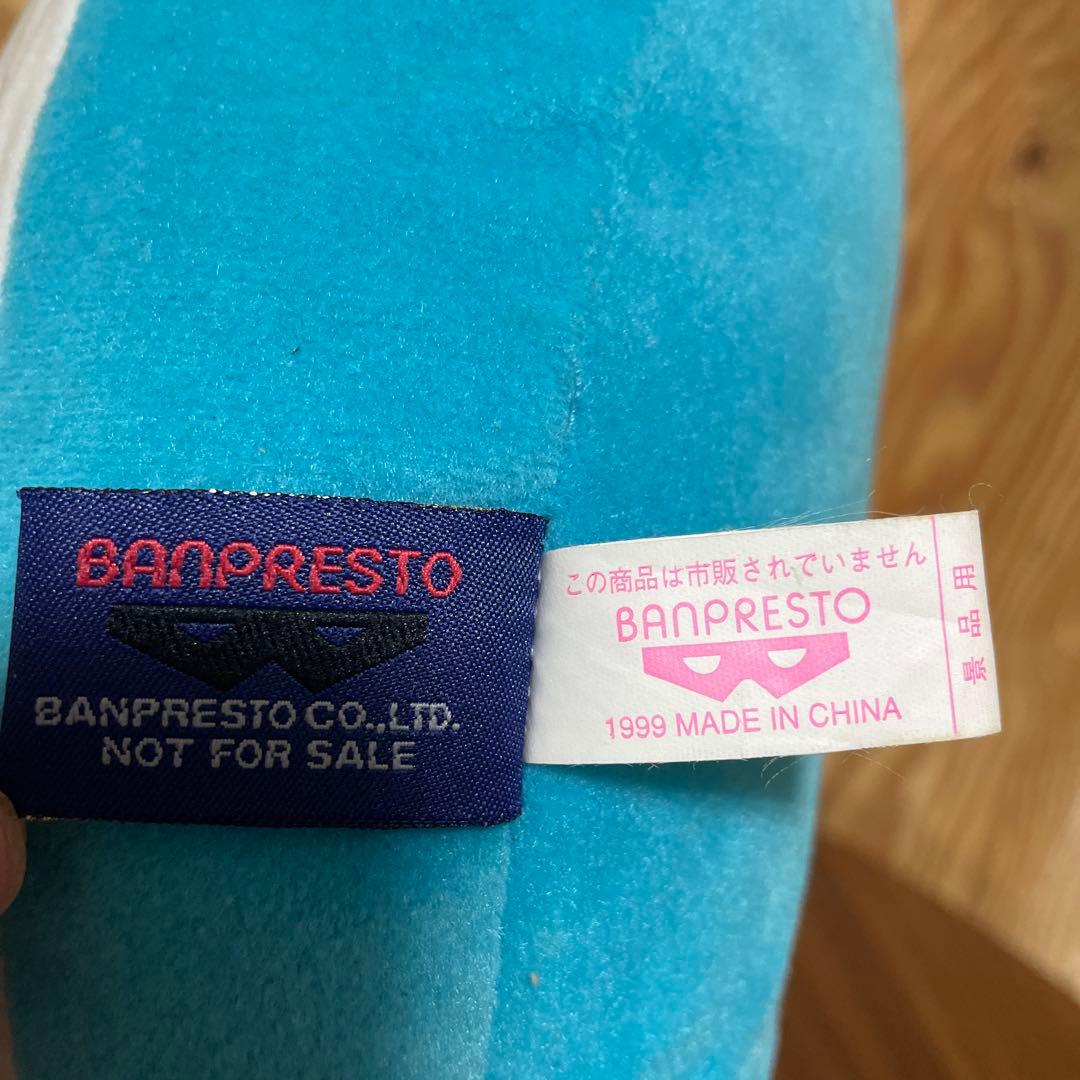 BANPRESTO
BANPRESTO CO.,LTD.
NOT FOR SALE
この商品は市販されていません
BANPRESTO
1999 MADE IN CHINA
景品用